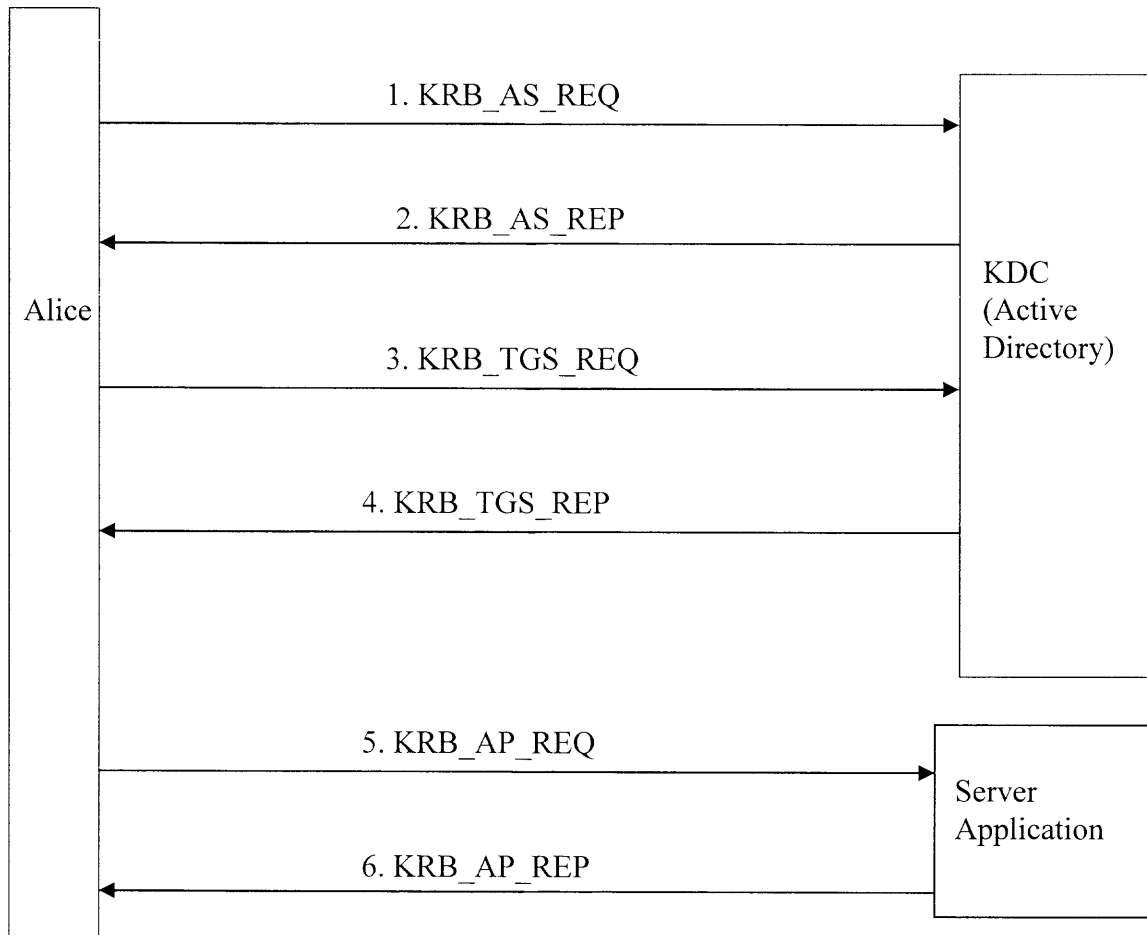 1. KRB_AS_REQ
2. KRB_AS_REP
Alice
KDC
(Active
Directory)
3. KRB_TGS_REQ
4. KRB_TGS_REP
5. KRB_AP_REQ
Server
Application
6. KRB_AP_REP